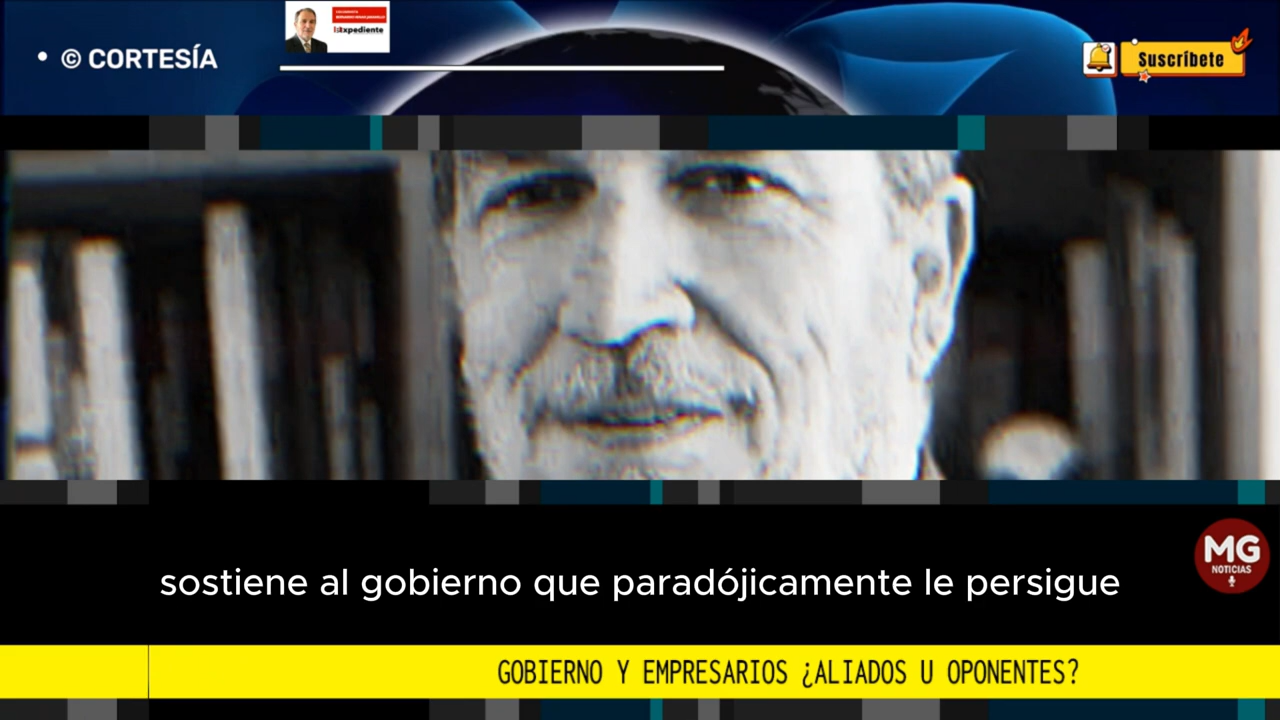 • © CORTESÍA
Expediente
Suscríbete
sostiene al gobierno que paradójicamente le persigue
MG
NOTICIAS
GOBIERNO Y EMPRESARIOS ¿ALIADOS U OPONENTES?